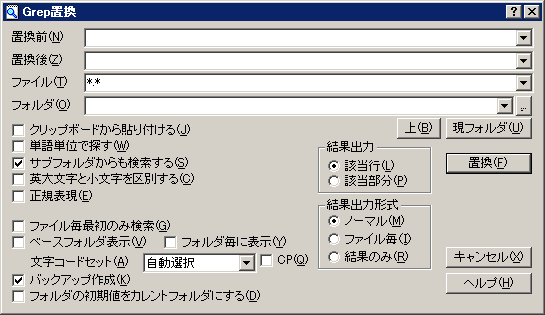 Grep置換
置換前(N)
置換後(Z)
ファイル(T) *.*
フォルダ(O) ...
クリップボードから貼り付ける(J) 上(B) 現フォルダ(U)
単語単位で探す(W)
サブフォルダからも検索する(S)
英大文字と小文字を区別する(C)
正規表現(E)
結果出力
該当行(L)
該当部分(P)
置換(F)
ファイル毎最初のみ検索(G)
ベースフォルダ表示(V) フォルダ毎に表示(Y)
文字コードセット(A) 自動選択 CP(Q)
バックアップ作成(K)
フォルダの初期値をカレントフォルダにする(D)
結果出力形式
ノーマル(M)
ファイル毎(I)
結果のみ(R)
キャンセル(X)
ヘルプ(H)